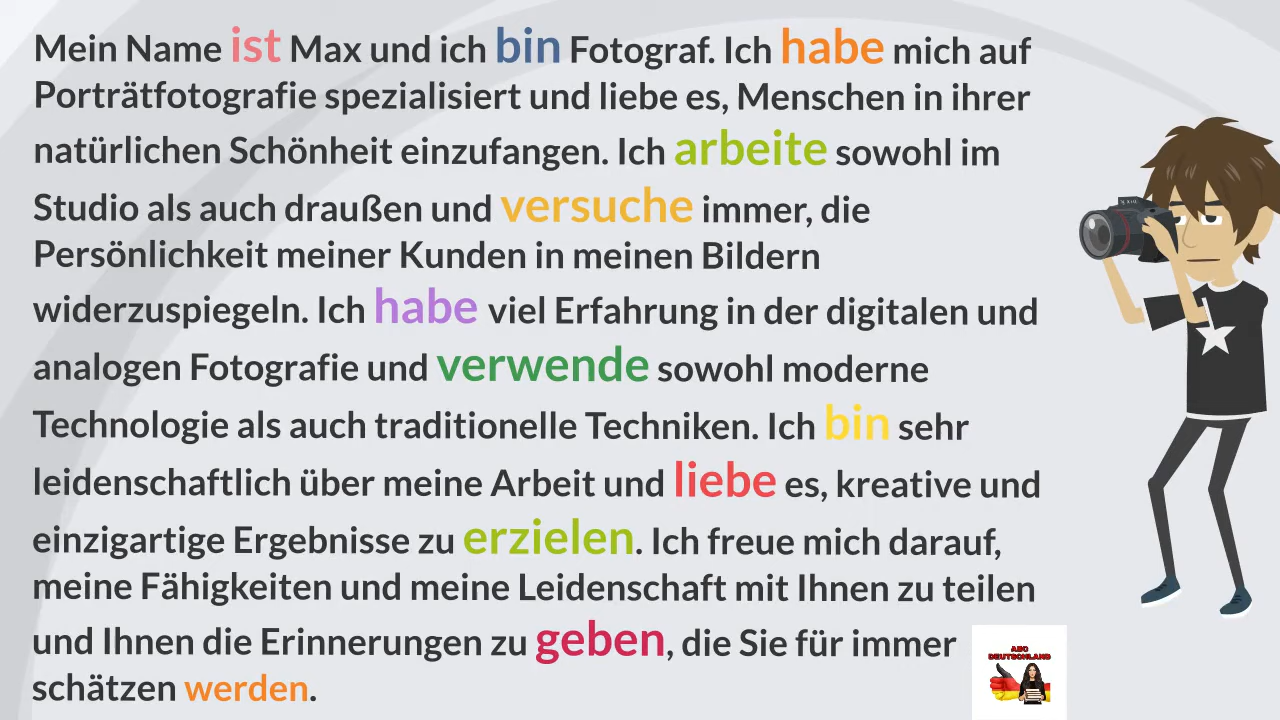 Mein Name ist Max und ich bin Fotograf. Ich habe mich auf
Porträtfotografie spezialisiert und liebe es, Menschen in ihrer
natürlichen Schönheit einzufangen. Ich arbeite sowohl im
Studio als auch draußen und versuche immer, die
Persönlichkeit meiner Kunden in meinen Bildern
widerzuspiegeln. Ich habe viel Erfahrung in der digitalen und
analogen Fotografie und verwende sowohl moderne
Technologie als auch traditionelle Techniken. Ich bin sehr
leidenschaftlich über meine Arbeit und liebe es, kreative und
einzigartige Ergebnisse zu erzielen. Ich freue mich darauf,
meine Fähigkeiten und meine Leidenschaft mit Ihnen zu teilen
und Ihnen die Erinnerungen zu geben, die Sie für immer
schätzen werden.
ABC
DEUTSCHLAND